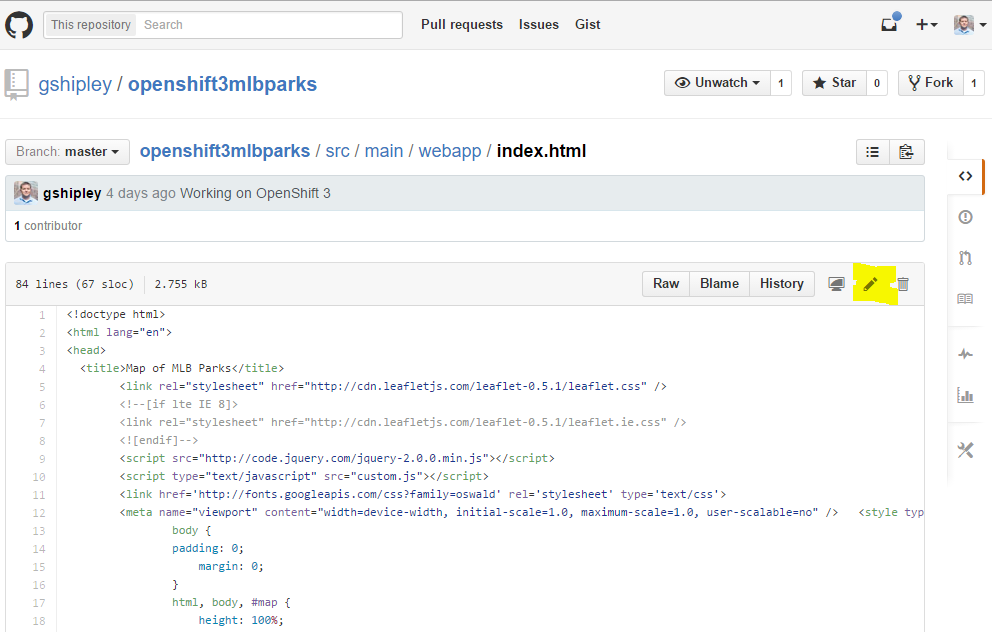 This repository Search Pull requests Issues Gist
gshipley / openshift3mlbparks Unwatch 1 Star 0 Fork 1
Branch: master openshift3mlbparks / src / main / webapp / index.html
gshipley 4 days ago Working on OpenShift 3
1 contributor
84 lines (67 sloc) 2.755 kB Raw Blame History
1 <!doctype html>
2 <html lang="en">
3 <head>
4 <title>Map of MLB Parks</title>
5 <link rel="stylesheet" href="http://cdn.leafletjs.com/leaflet-0.5.1/leaflet.css" />
6 <!--[if lte IE 8]>
7 <link rel="stylesheet" href="http://cdn.leafletjs.com/leaflet-0.5.1/leaflet.ie.css" />
8 <![endif]-->
9 <script src="http://code.jquery.com/jquery-2.0.0.min.js"></script>
10 <script type="text/javascript" src="custom.js"></script>
11 <link href='http://fonts.googleapis.com/css?family=oswald' rel='stylesheet' type='text/css'>
12 <meta name="viewport" content="width=device-width, initial-scale=1.0, maximum-scale=1.0, user-scalable=no" /> <style typ
13 body {
14 padding: 0;
15 margin: 0;
16 }
17 html, body, #map {
18 height: 100%;